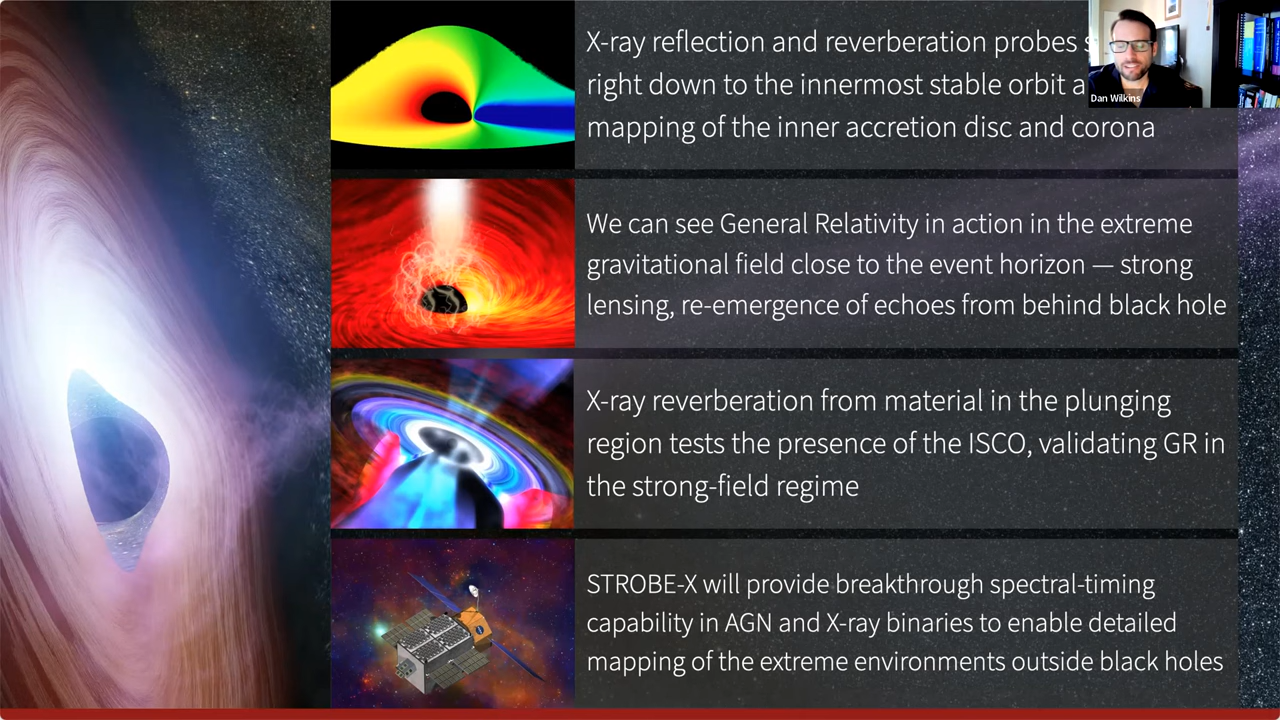 X-ray reflection and reverberation probes
right down to the innermost stable orbit
mapping of the inner accretion disc and corona
Dan Wilkins
We can see General Relativity in action in the extreme
gravitational field close to the event horizon — strong
lensing, re-emergence of echoes from behind black hole
X-ray reverberation from material in the plunging
region tests the presence of the ISCO, validating GR in
the strong-field regime
STROBE-X will provide breakthrough spectral-timing
capability in AGN and X-ray binaries to enable detailed
mapping of the extreme environments outside black holes